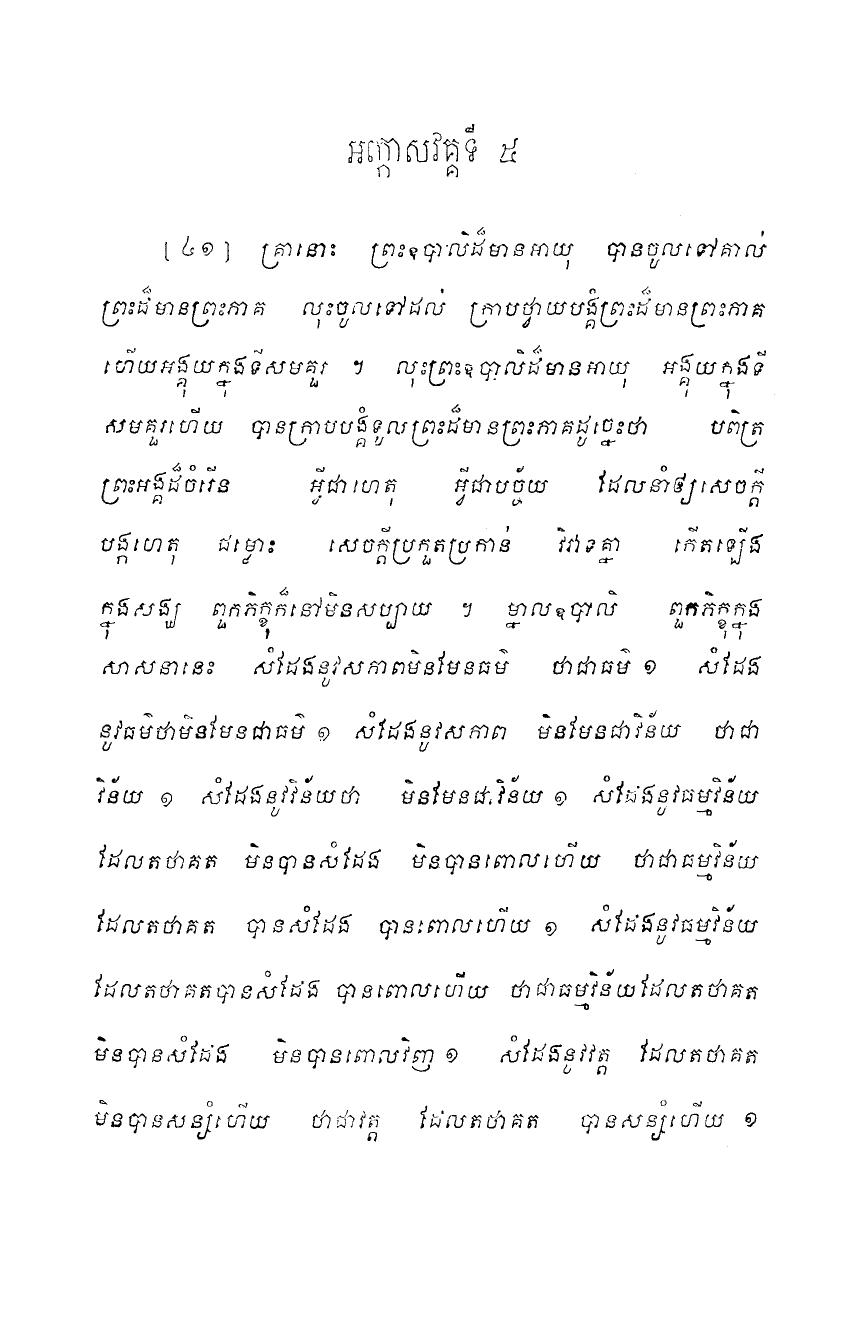 អក្កោសវគ្គទី ៥
[៤១] គ្រានោះ ព្រះឧបាលិដ៏មានអាយុ បានចូលទៅគាល់
ព្រះដ៏មានព្រះភាគ លុះចូលទៅដល់ ក្រាបថ្វាយបង្គំព្រះដ៏មានព្រះភាគ
ហើយអង្គុយក្នុងទីសមគួរ ។ លុះព្រះឧបាលិដ៏មានអាយុ អង្គុយក្នុងទី
សមគួរហើយ បានក្រាបបង្គំទូលព្រះដ៏មានព្រះភាគដូច្នេះថា បពិត្រ
ព្រះអង្គដ៏ចំរើន អ្វីជាហេតុ អ្វីជាបច្ច័យ ដែលនាំឲ្យសេចក្តី
បង្កហេតុ ជម្លោះ សេចក្តីប្រកួតប្រកាន់ វិវាទគ្នា កើតឡើង
ក្នុងសង្ឃ ពួកភិក្ខុក៏នៅមិនសប្បាយ ។ ម្នាលឧបាលិ ពួកភិក្ខុក្នុង
សាសនានេះ សំដែងនូវសភាពមិនមែនធម៌ ថាជាធម៌ ១ សំដែង
នូវធម៌ថាមិនមែនជាធម៌ ១ សំដែងនូវសភាព មិនមែនជាវិន័យ ថាជា
វិន័យ ១ សំដែងនូវវិន័យថា មិនមែនជាវិន័យ ១ សំដែងនូវធម្មវិន័យ
ដែលតថាគត មិនបានសំដែង មិនបានពោលហើយ ថាជាធម្មវិន័យ
ដែលតថាគត បានសំដែង បានពោលហើយ ១ សំដែងនូវធម្មវិន័យ
ដែលតថាគតបានសំដែង បានពោលហើយ ថាជាធម្មវិន័យដែលតថាគត
មិនបានសំដែង មិនបានពោលវិញ ១ សំដែងនូវវត្ត ដែលតថាគត
មិនបានសន្សំហើយ ថាជាវត្ត ដែលតថាគត បានសន្សំហើយ ១